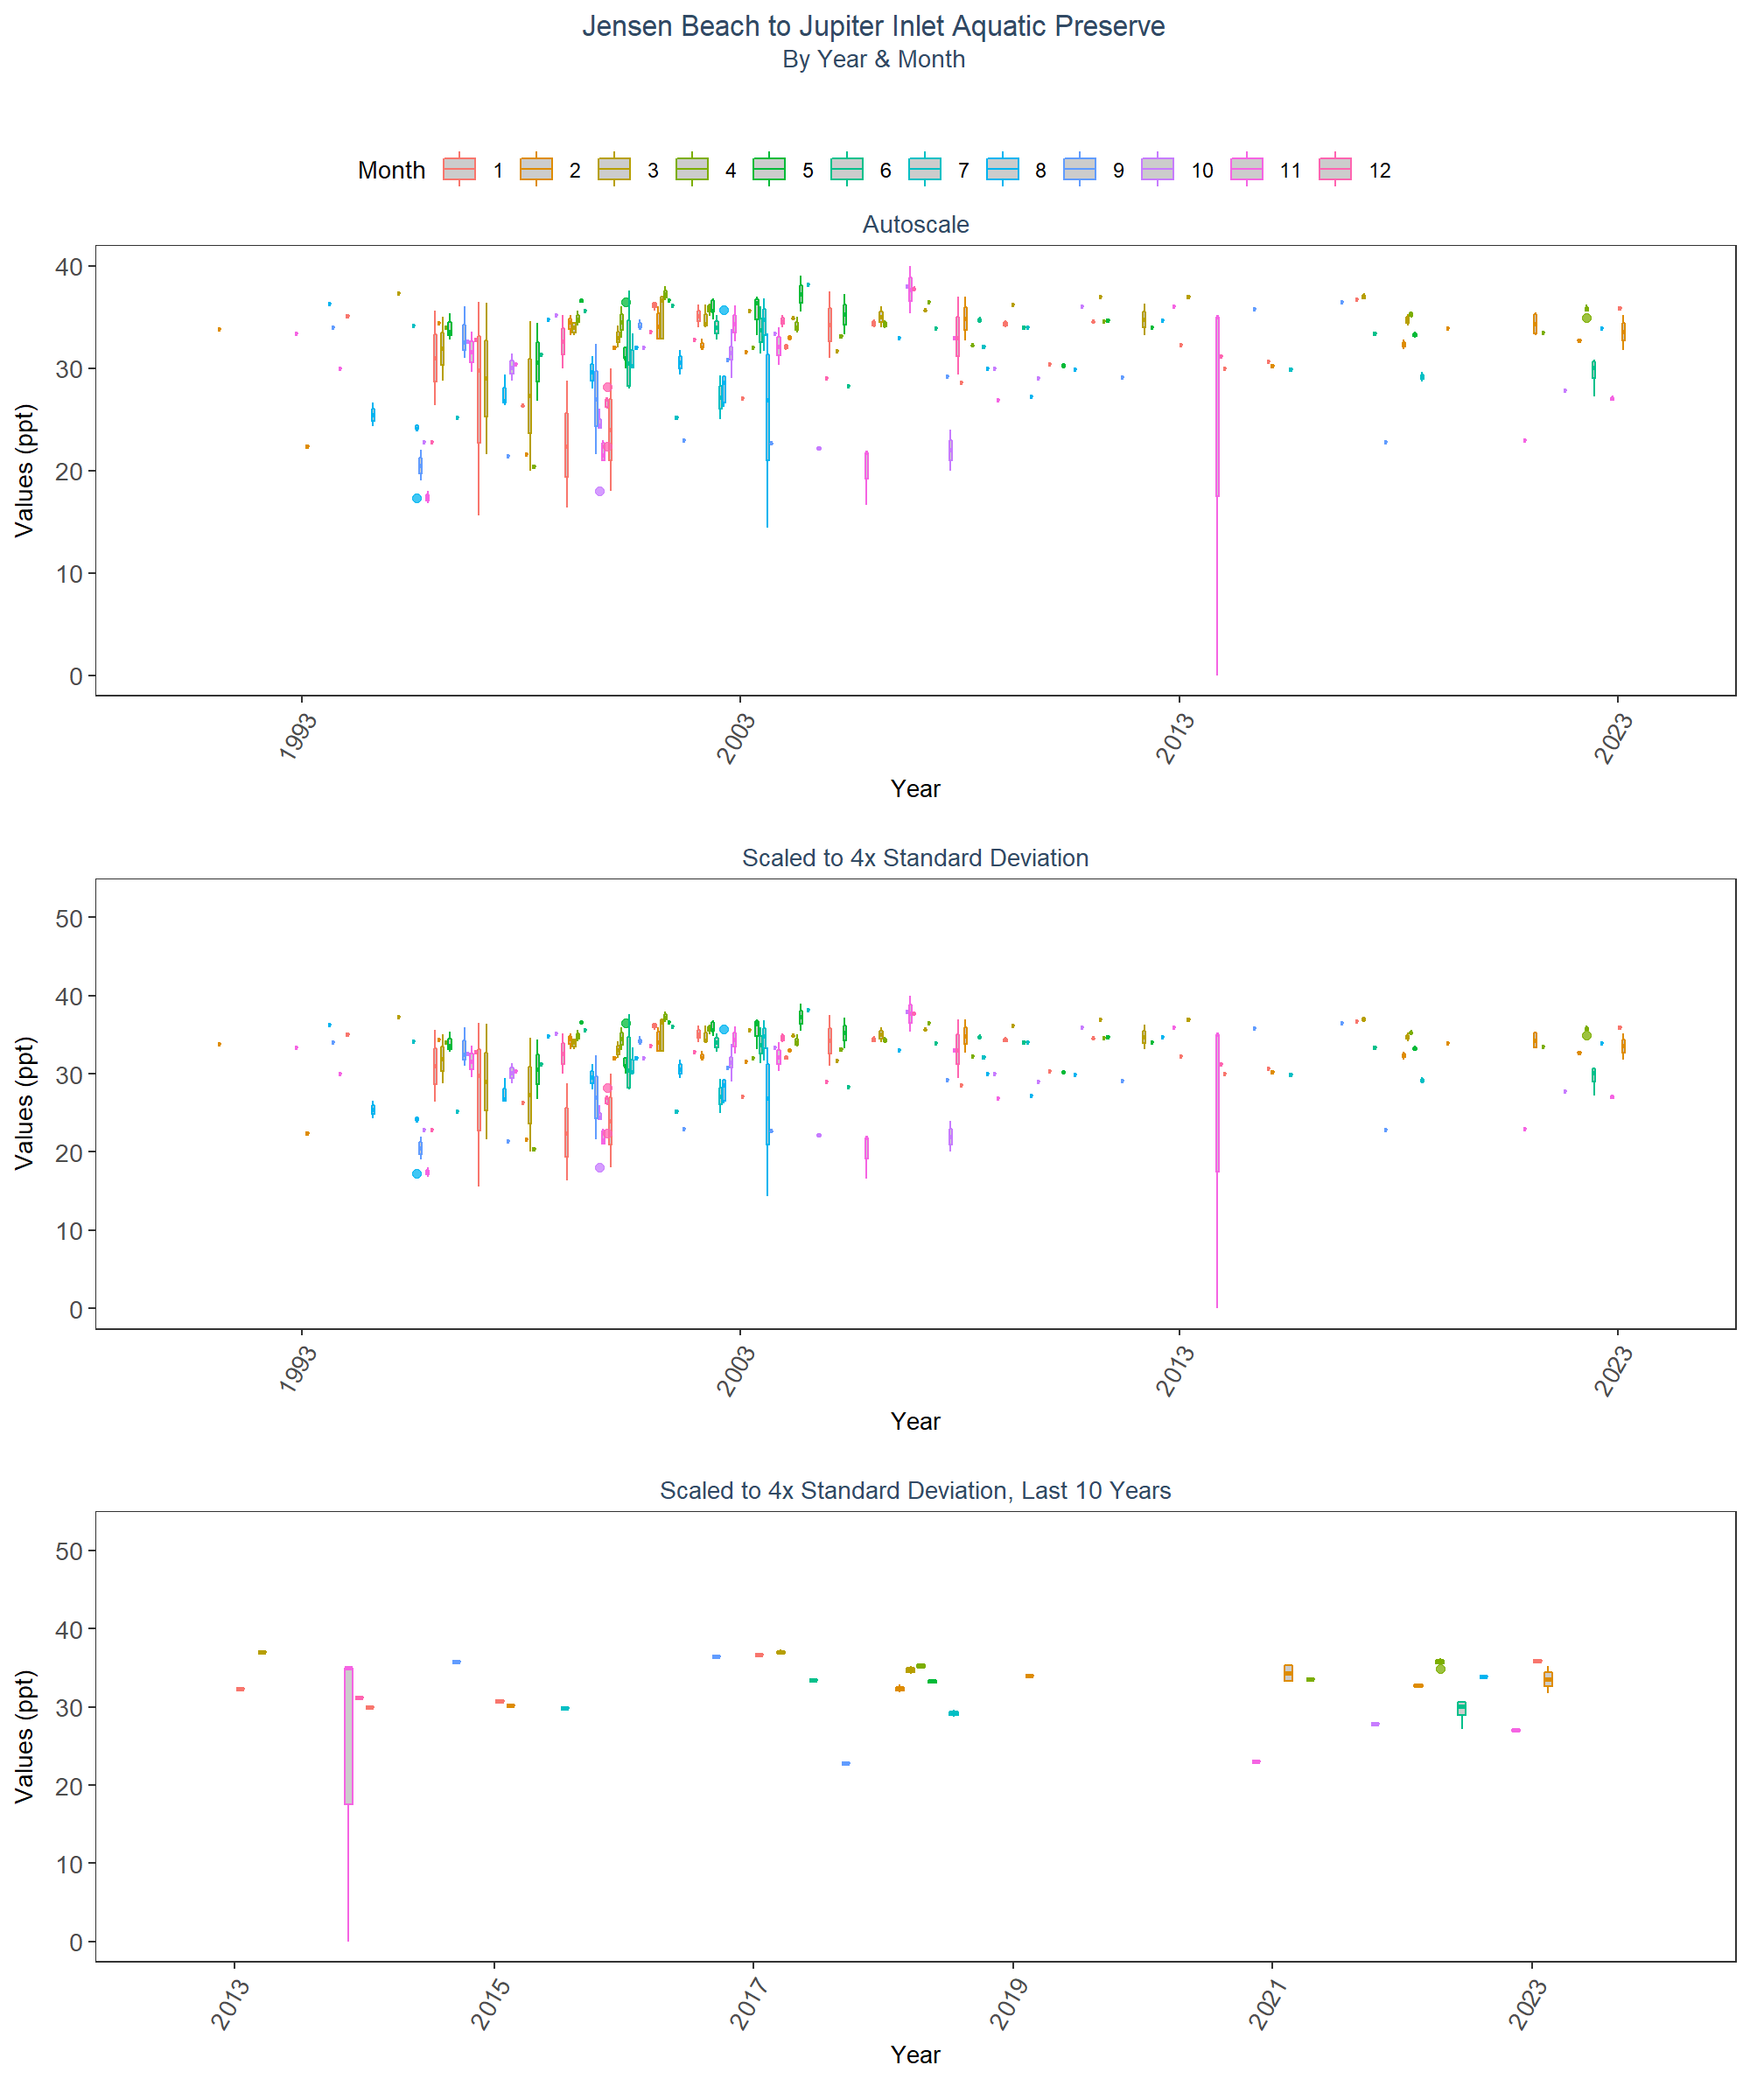 Jensen Beach to Jupiter Inlet Aquatic Preserve
By Year & Month
Month 1 2 3 4 5 6 7 8 9 10 11 12
Autoscale
Values (ppt)
40
30
20
10
0
1993 2003 2013 2023
Year
Scaled to 4x Standard Deviation
Values (ppt)
50
40
30
20
10
0
1993 2003 2013 2023
Year
Scaled to 4x Standard Deviation, Last 10 Years
Values (ppt)
50
40
30
20
10
0
2013 2015 2017 2019 2021 2023
Year